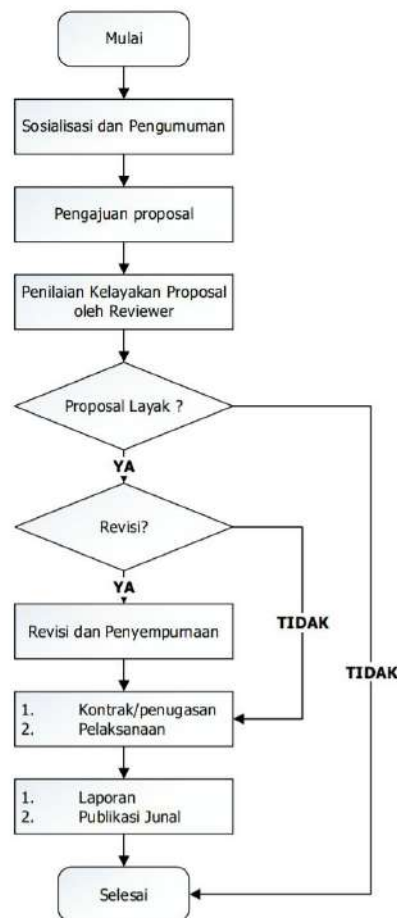 Mulai
Sosialisasi dan Pengumuman
Pengajuan proposal
Penilaian Kelayakan Proposal
oleh Reviewer
Proposal Layak ?
YA
Revisi?
YA
TIDAK
Revisi dan Penyempurnaan
TIDAK
1. Kontrak/penugasan
2. Pelaksanaan
1. Laporan
2. Publikasi Junal
Selesai